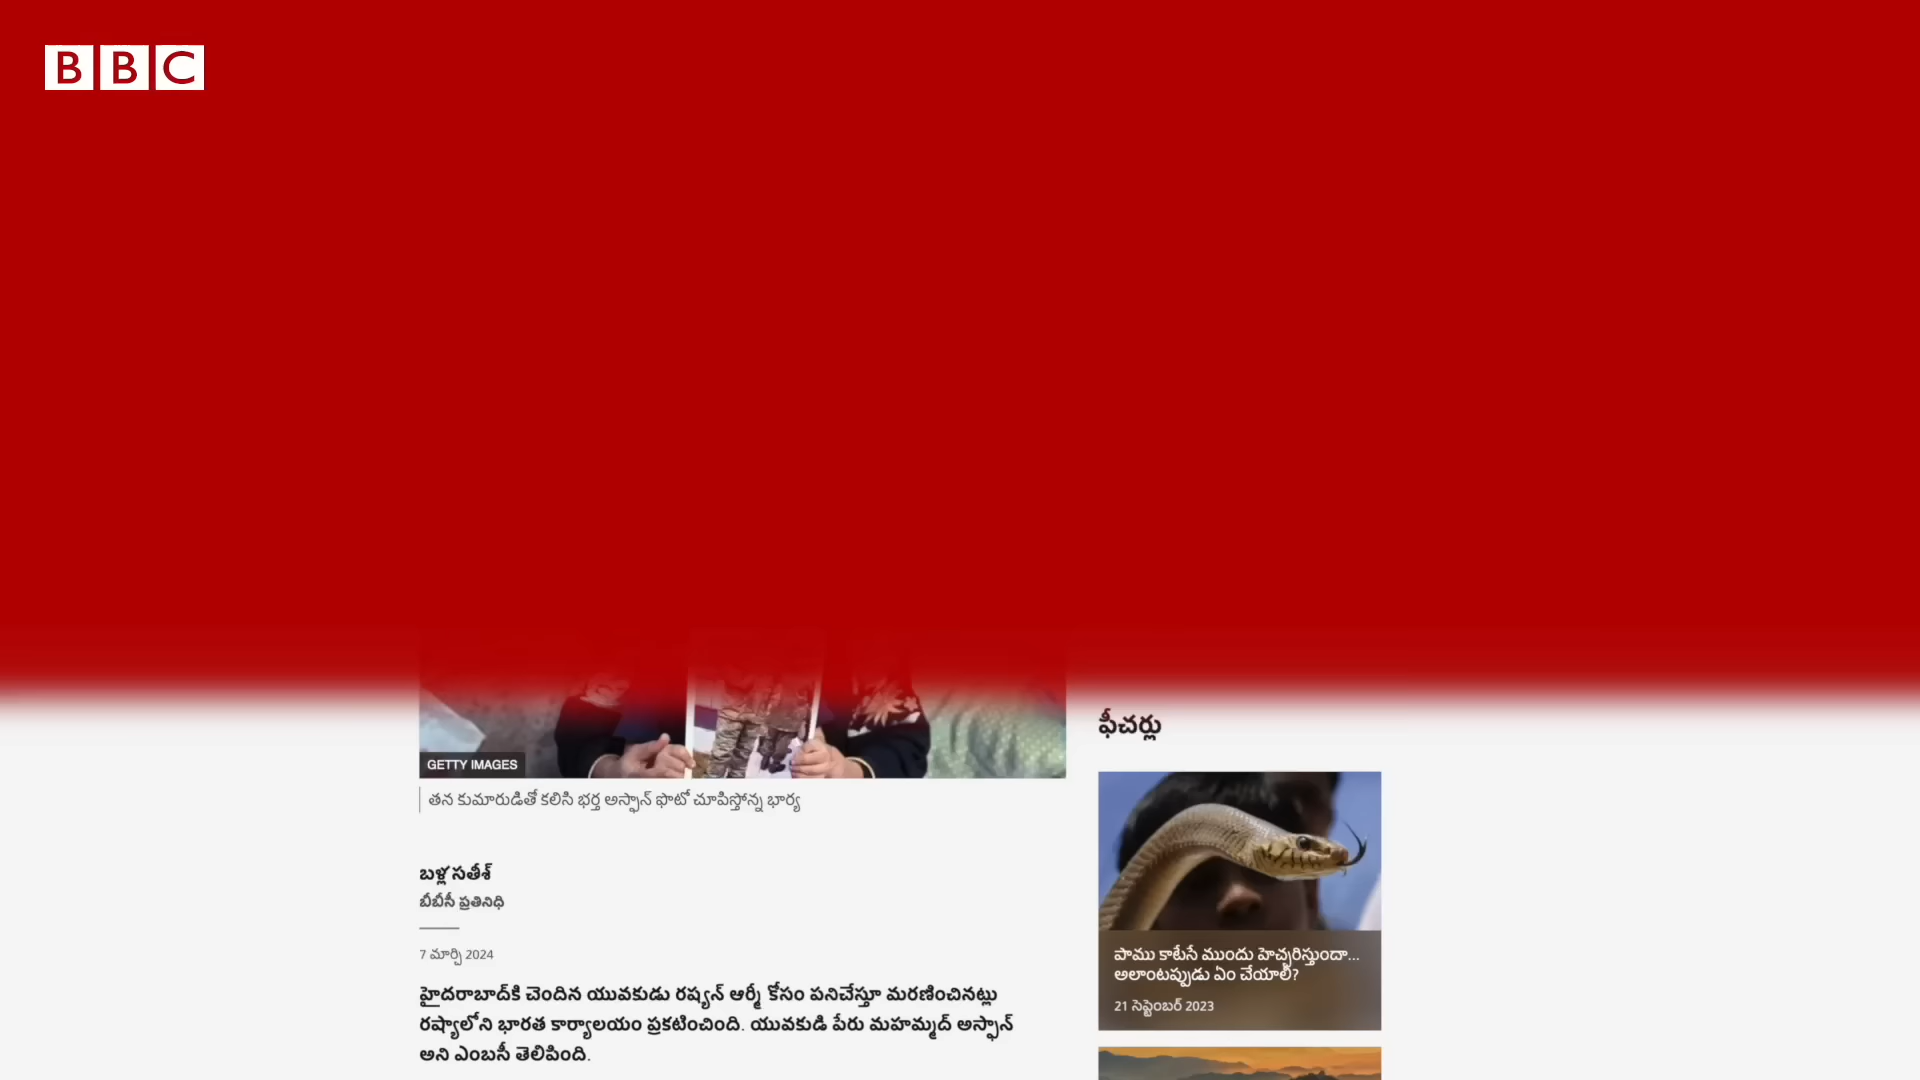 BBC
GETTY IMAGES
తన కుమారుడితో కలిసి భర్త అస్ఫాన్ ఫొటో చూపిస్తోన్న భార్య
బళ్ల సతీశ్
బీబీసీ ప్రతినిధి
7 మార్చి 2024
హైదరాబాద్‌కి చెందిన యువకుడు రష్యన్ ఆర్మీ కోసం పనిచేస్తూ మరణించినట్లు
రష్యాలోని భారత కార్యాలయం ప్రకటించింది. యువకుడి పేరు మహమ్మద్ అస్ఫాన్
అని ఎంబసీ తెలిపింది.
ఫీచర్లు
పాము కాటేసే ముందు హెచ్చరిస్తుందా...
అలాంటప్పుడు ఏం చేయాలి?
21 సెప్టెంబర్ 2023